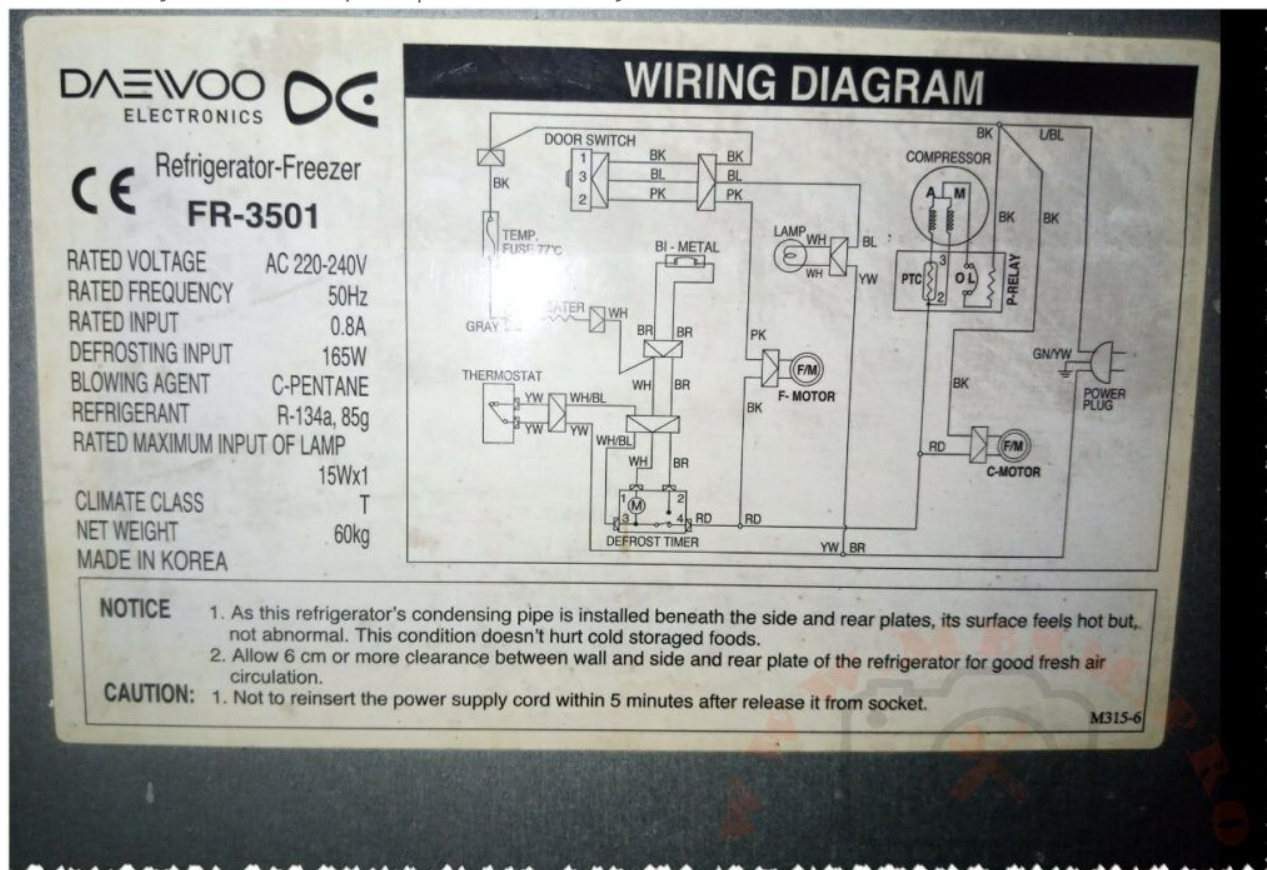 DAEWOO
ELECTRONICS
CE Refrigerator-Freezer
FR-3501
RATED VOLTAGE AC 220-240V
RATED FREQUENCY 50Hz
RATED INPUT 0.8A
DEFROSTING INPUT 165W
BLOWING AGENT C-PENTANE
REFRIGERANT R-134a, 85g
RATED MAXIMUM INPUT OF LAMP
15Wx1
CLIMATE CLASS T
NET WEIGHT 60kg
MADE IN KOREA
WIRING DIAGRAM
DOOR SWITCH
1 BK BK
3 BL BL
2 PK PK
BK
TEMP.
FUSE 77°C
GRAY
WH
BI - METAL
BR BR
WH BR
THERMOSTAT
YW WH/BL
YW YW
WH/BL
WH BR
1 M 2
3 4 RD RD
DEFROST TIMER
LAMP WH BL
WH YW
PK
F/M
F- MOTOR
BK
BK L/BL
COMPRESSOR
A M
BK BK
3
PTC OL P-RELAY
2
GN/YW
POWER
PLUG
BK
RD F/M
C-MOTOR
YW BR
NOTICE 1. As this refrigerator's condensing pipe is installed beneath the side and rear plates, its surface feels hot but,
not abnormal. This condition doesn't hurt cold storaged foods.
2. Allow 6 cm or more clearance between wall and side and rear plate of the refrigerator for good fresh air
circulation.
CAUTION: 1. Not to reinsert the power supply cord within 5 minutes after release it from socket.
M315-6